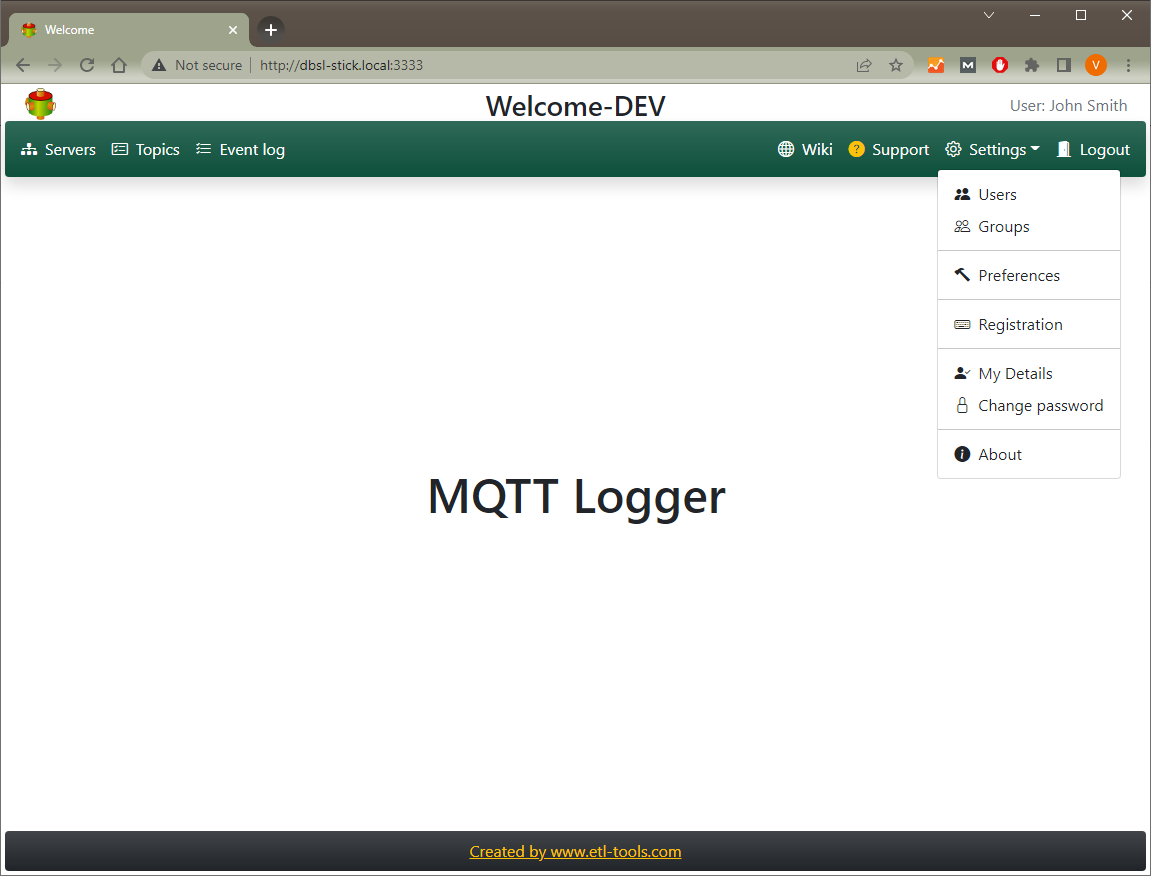 Welcome
Not secure
http://dbsl-stick.local:3333
M
V
Welcome-DEV
User: John Smith
Servers Topics Event log Wiki ? Support Settings Logout
Users
Groups
Preferences
Registration
My Details
Change password
i About
MQTT Logger
Created by www.etl-tools.com